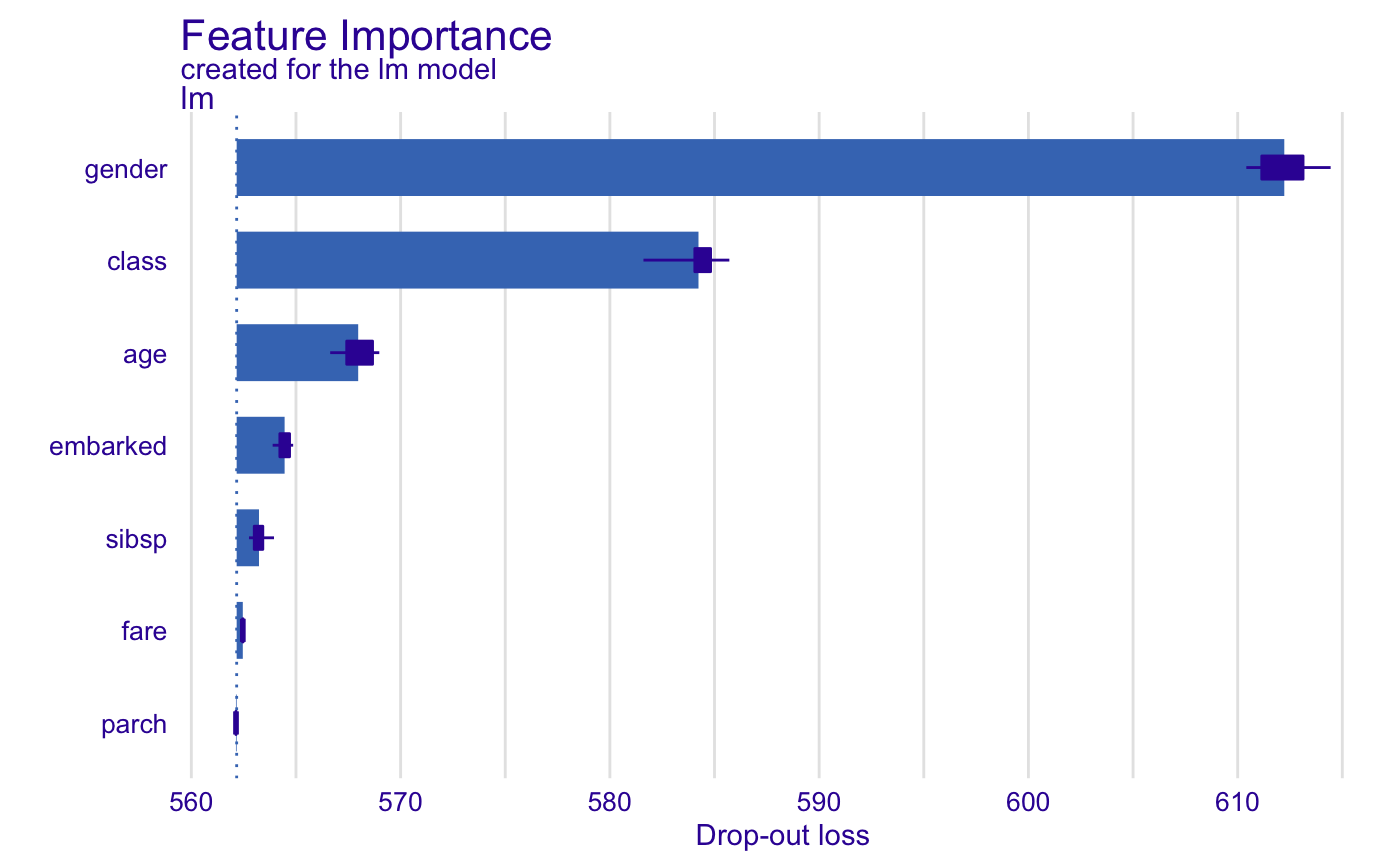 Feature Importance
created for the lm model
lm
gender
class
age
embarked
sibsp
fare
parch
560 570 580 590 600 610
Drop-out loss